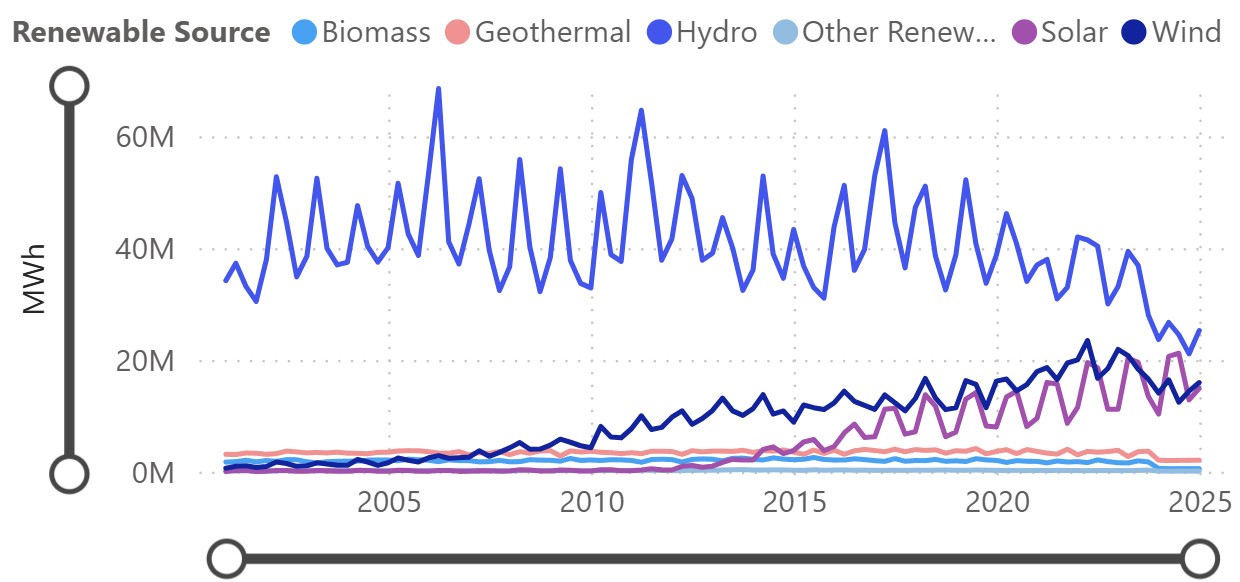 Renewable Source Biomass Geothermal Hydro Other Renew... Solar Wind
60M
40M
20M
0M
MWh
2005 2010 2015 2020 2025